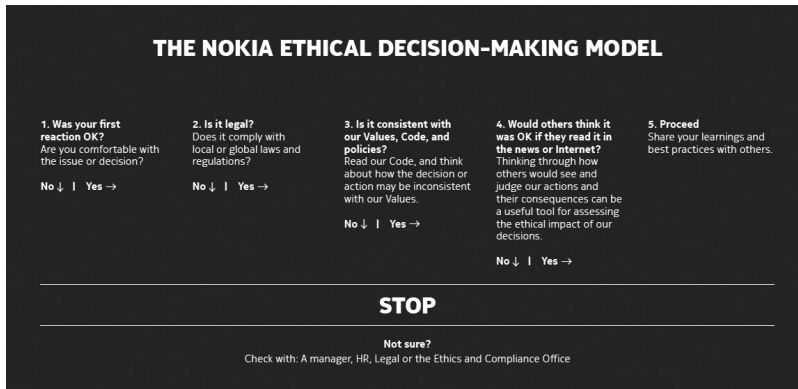 THE NOKIA ETHICAL DECISION-MAKING MODEL
1. Was your first
reaction OK?
Are you comfortable with
the issue or decision?
No ↓ | Yes →
2. Is it legal?
Does it comply with
local or global laws and
regulations?
No ↓ | Yes →
3. Is it consistent with
our Values, Code, and
policies?
Read our Code, and think
about how the decision or
action may be inconsistent
with our Values.
No ↓ | Yes →
4. Would others think it
was OK if they read it in
the news or Internet?
Thinking through how
others would see and
judge our actions and
their consequences can be
a useful tool for assessing
the ethical impact of our
decisions.
No ↓ | Yes →
5. Proceed
Share your learnings and
best practices with others.
STOP
Not sure?
Check with: A manager, HR, Legal or the Ethics and Compliance Office